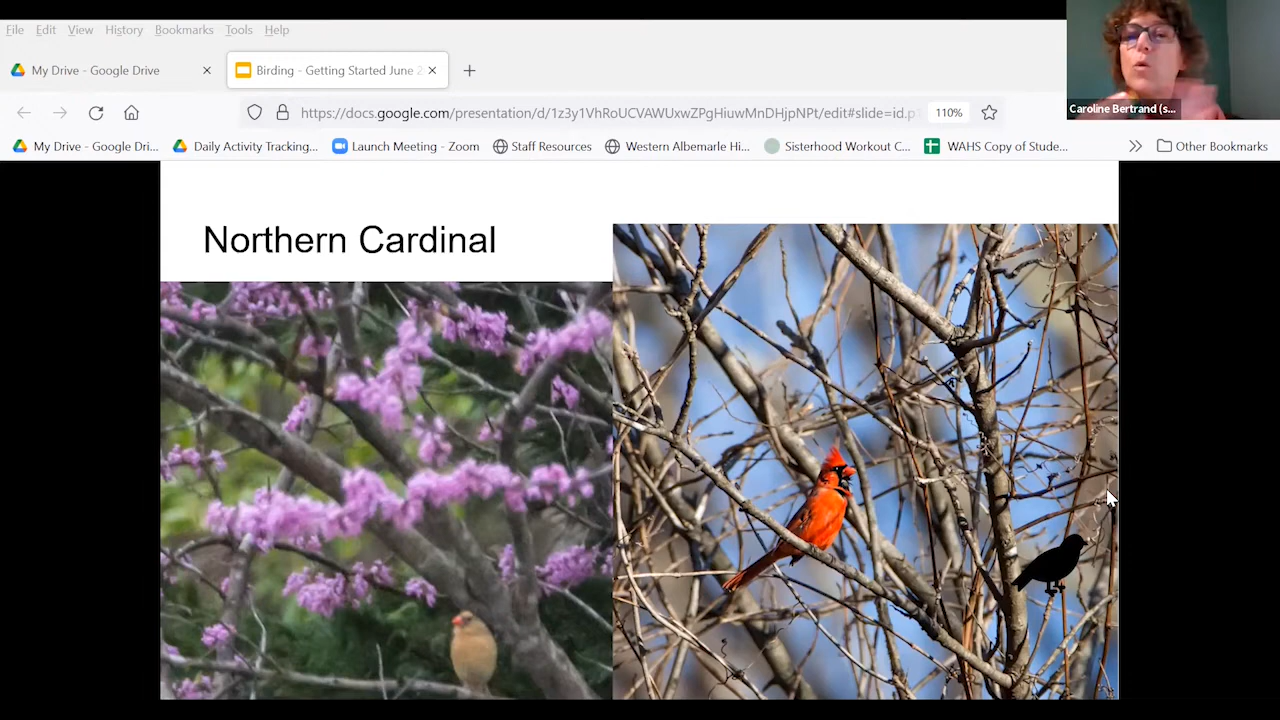 File Edit View History Bookmarks Tools Help
My Drive - Google Drive
Birding - Getting Started June 2
https://docs.google.com/presentation/d/1z3y1VhRoUCVAWUxwZPgHiuwMnDHjpNPt/edit#slide=id.p
110%
My Drive - Google Dri...
Daily Activity Tracking...
Launch Meeting - Zoom
Staff Resources
Western Albemarle Hi...
Sisterhood Workout C...
WAHS Copy of Stude...
Other Bookmarks
Caroline Bertrand (s...
Northern Cardinal